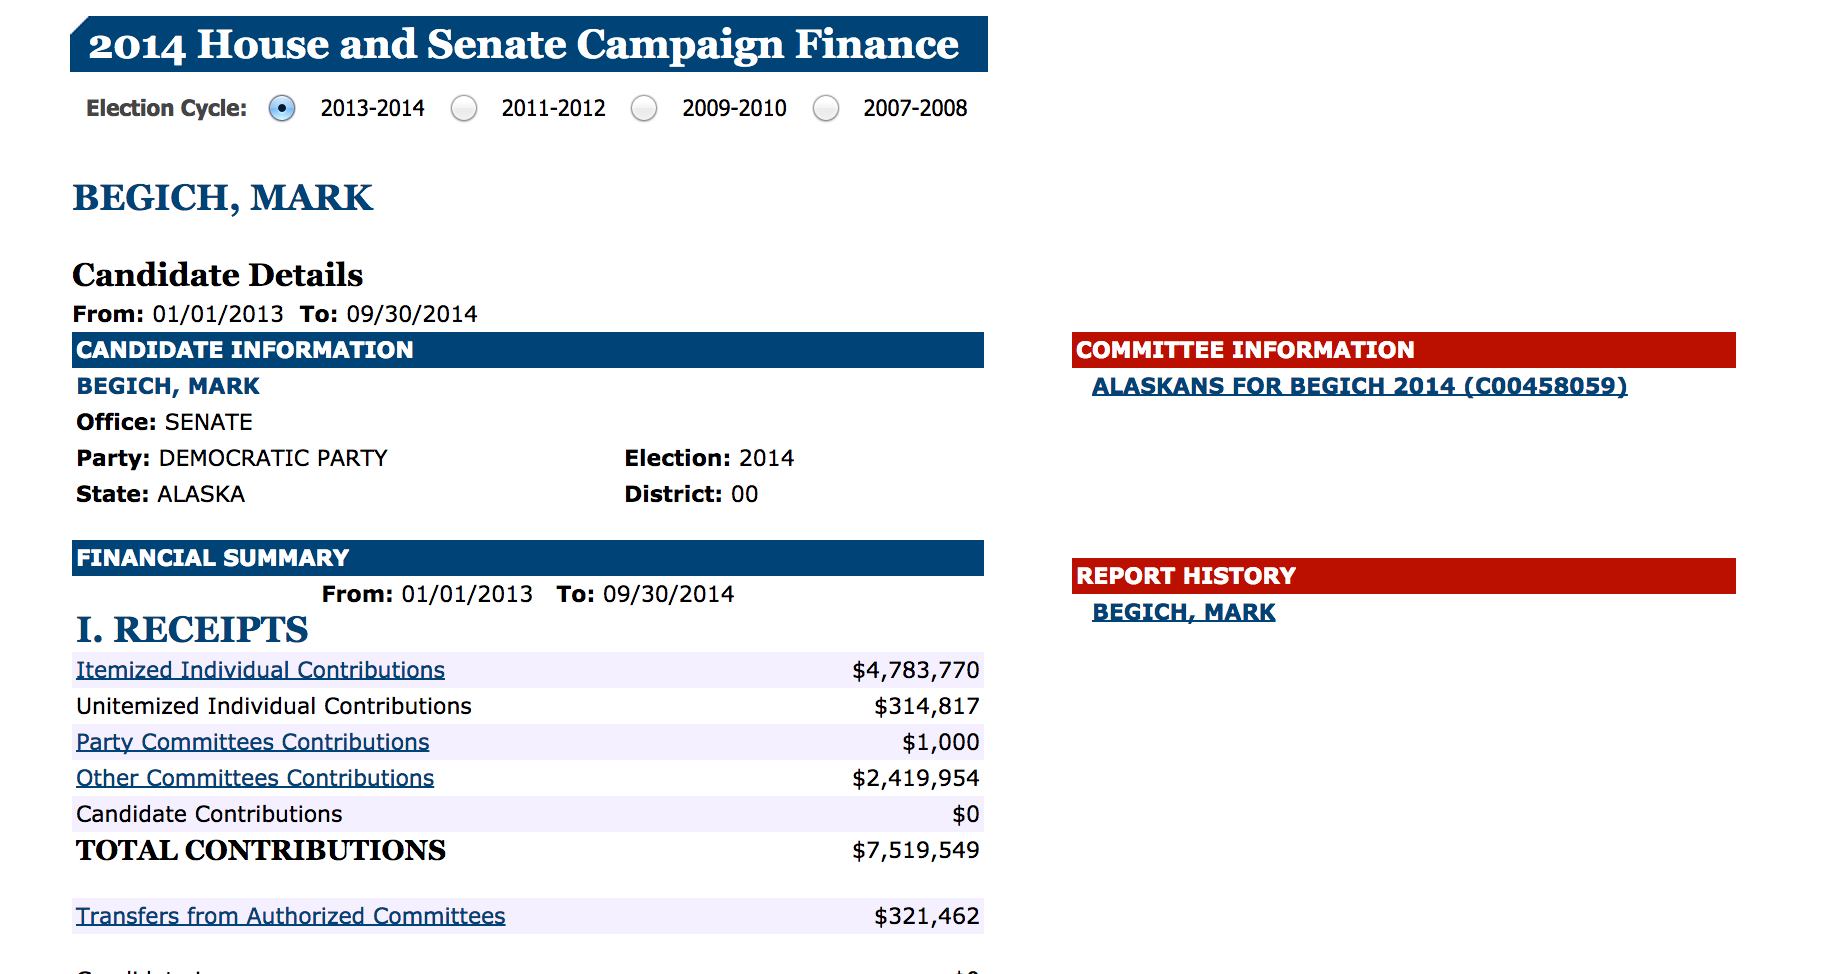 2014 House and Senate Campaign Finance
Election Cycle: 2013-2014 2011-2012 2009-2010 2007-2008
BEGICH, MARK
Candidate Details
From: 01/01/2013 To: 09/30/2014
CANDIDATE INFORMATION
BEGICH, MARK
Office: SENATE
Party: DEMOCRATIC PARTY Election: 2014
State: ALASKA District: 00
FINANCIAL SUMMARY
From: 01/01/2013 To: 09/30/2014
I. RECEIPTS
Itemized Individual Contributions $4,783,770
Unitemized Individual Contributions $314,817
Party Committees Contributions $1,000
Other Committees Contributions $2,419,954
Candidate Contributions $0
TOTAL CONTRIBUTIONS $7,519,549
Transfers from Authorized Committees $321,462
COMMITTEE INFORMATION
ALASKANS FOR BEGICH 2014 (C00458059)
REPORT HISTORY
BEGICH, MARK